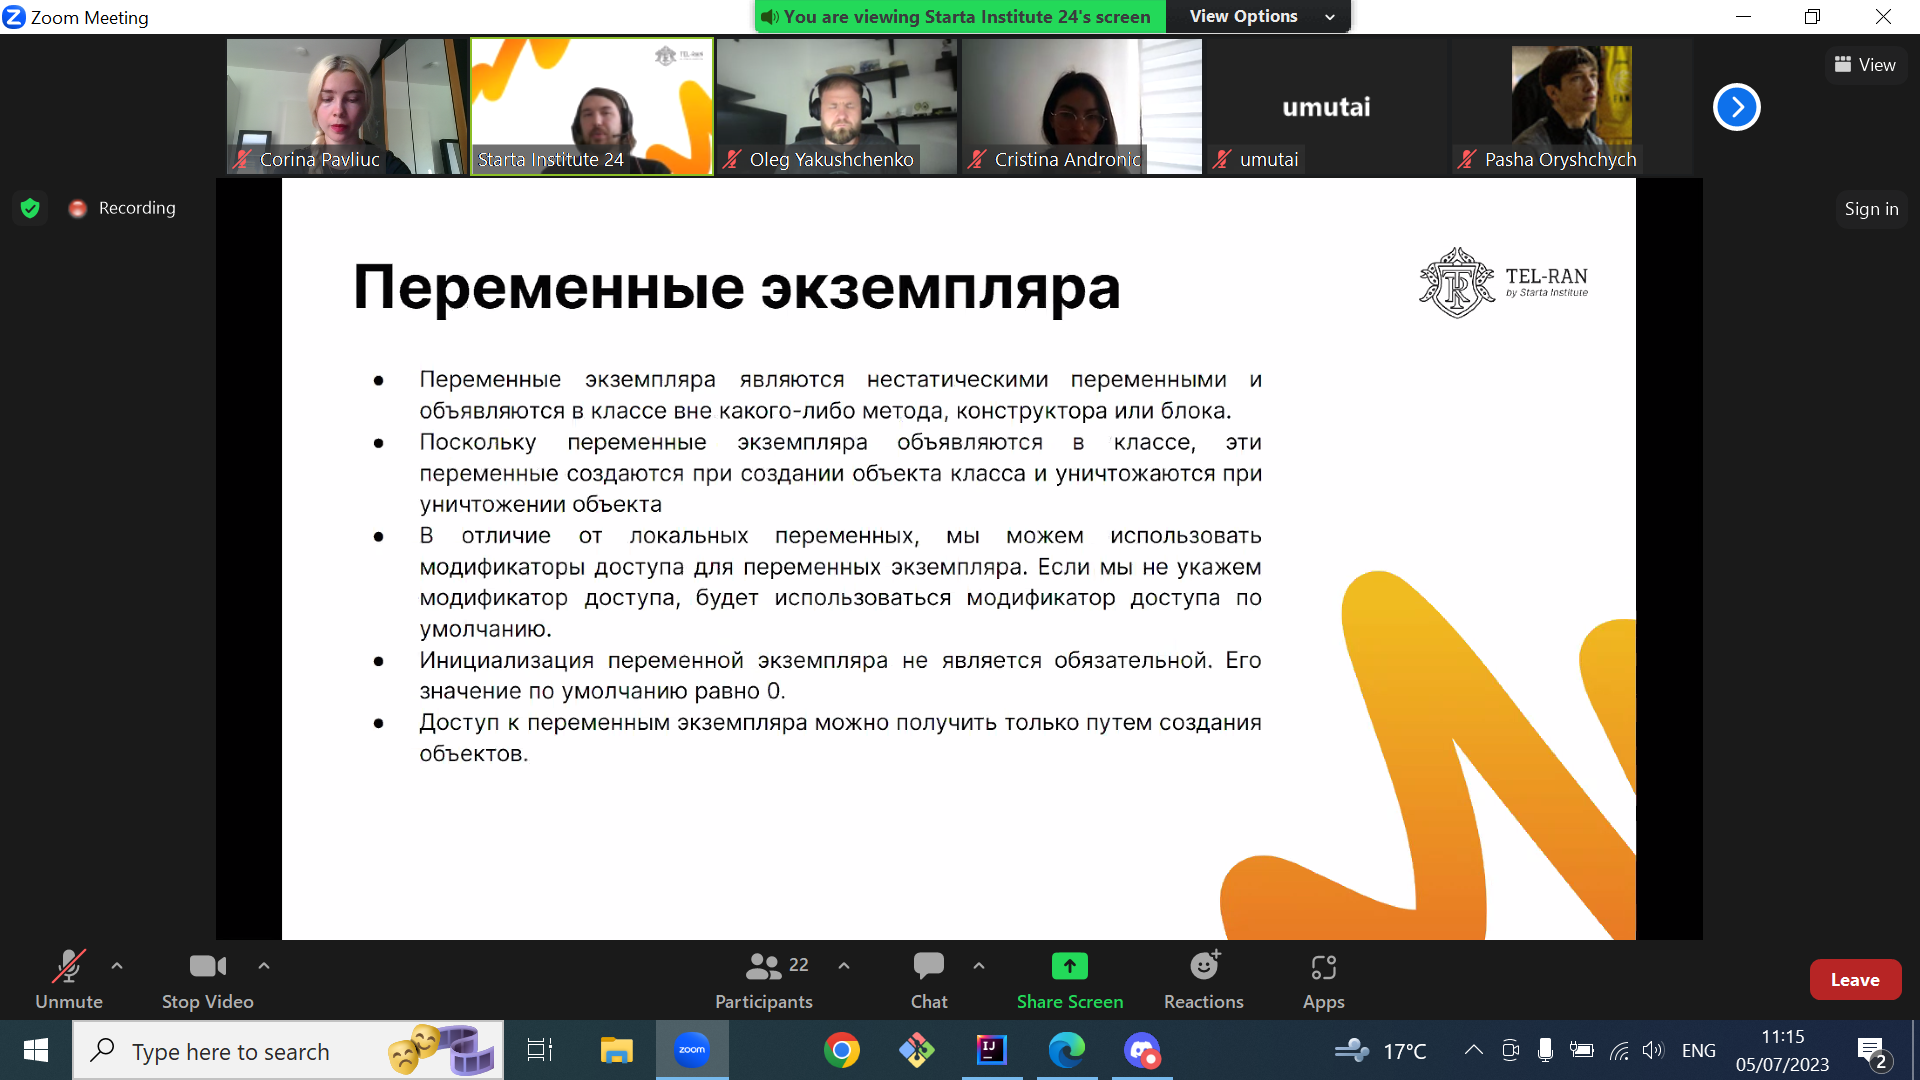 Zoom Meeting
You are viewing Starta Institute 24's screen
View Options
TEL-RAN
Corina Pavliuc
Starta Institute 24
Oleg Yakushchenko
Cristina Andronic
umutai
umutai
Pasha Oryshchych
View
Recording
Sign in
Переменные экземпляра
TEL-RAN
by Starta Institute
● Переменные экземпляра являются нестатическими переменными и
объявляются в классе вне какого-либо метода, конструктора или блока.
● Поскольку переменные экземпляра объявляются в классе, эти
переменные создаются при создании объекта класса и уничтожаются при
уничтожении объекта
● В отличие от локальных переменных, мы можем использовать
модификаторы доступа для переменных экземпляра. Если мы не укажем
модификатор доступа, будет использоваться модификатор доступа по
умолчанию.
● Инициализация переменной экземпляра не является обязательной. Его
значение по умолчанию равно 0.
● Доступ к переменным экземпляра можно получить только путем создания
объектов.
Unmute
Stop Video
22
Participants
Chat
Share Screen
Reactions
Apps
Leave
Type here to search
zoom
IJ
17°C
ENG
11:15
05/07/2023
2